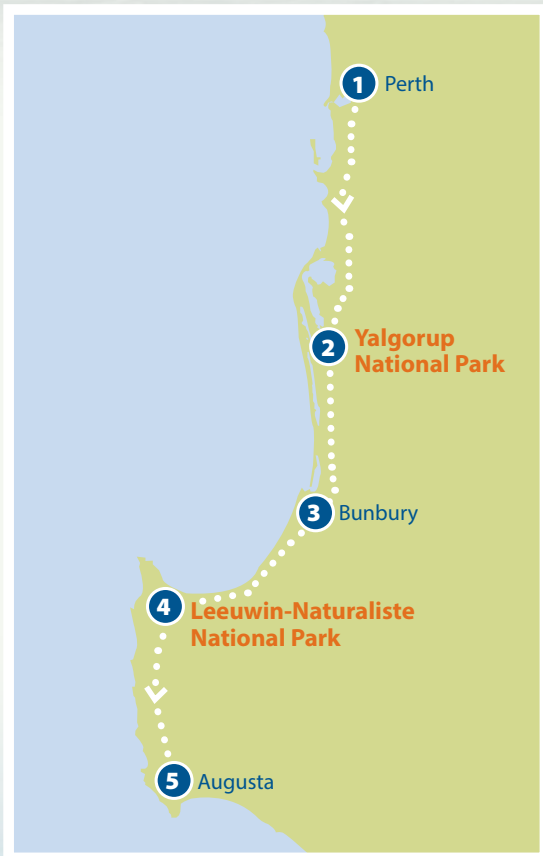 1 Perth
2 Yalgorup
National Park
3 Bunbury
4 Leeuwin-Naturaliste
National Park
5 Augusta